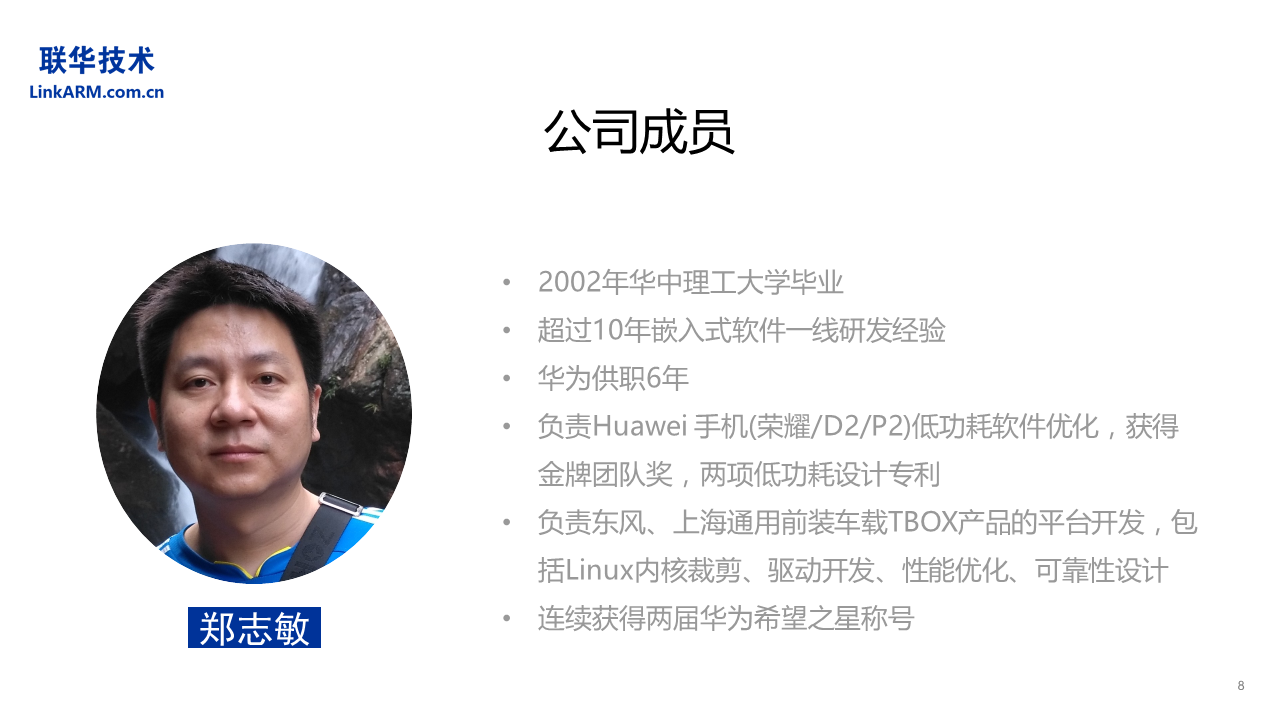 联华技术
LinkARM.com.cn
公司成员
• 2002年华中理工大学毕业
• 超过10年嵌入式软件一线研发经验
• 华为供职6年
• 负责Huawei 手机(荣耀/D2/P2)低功耗软件优化，获得
金牌团队奖，两项低功耗设计专利
• 负责东风、上海通用前装车载TBOX产品的平台开发，包
括Linux内核裁剪、驱动开发、性能优化、可靠性设计
• 连续获得两届华为希望之星称号
郑志敏
8